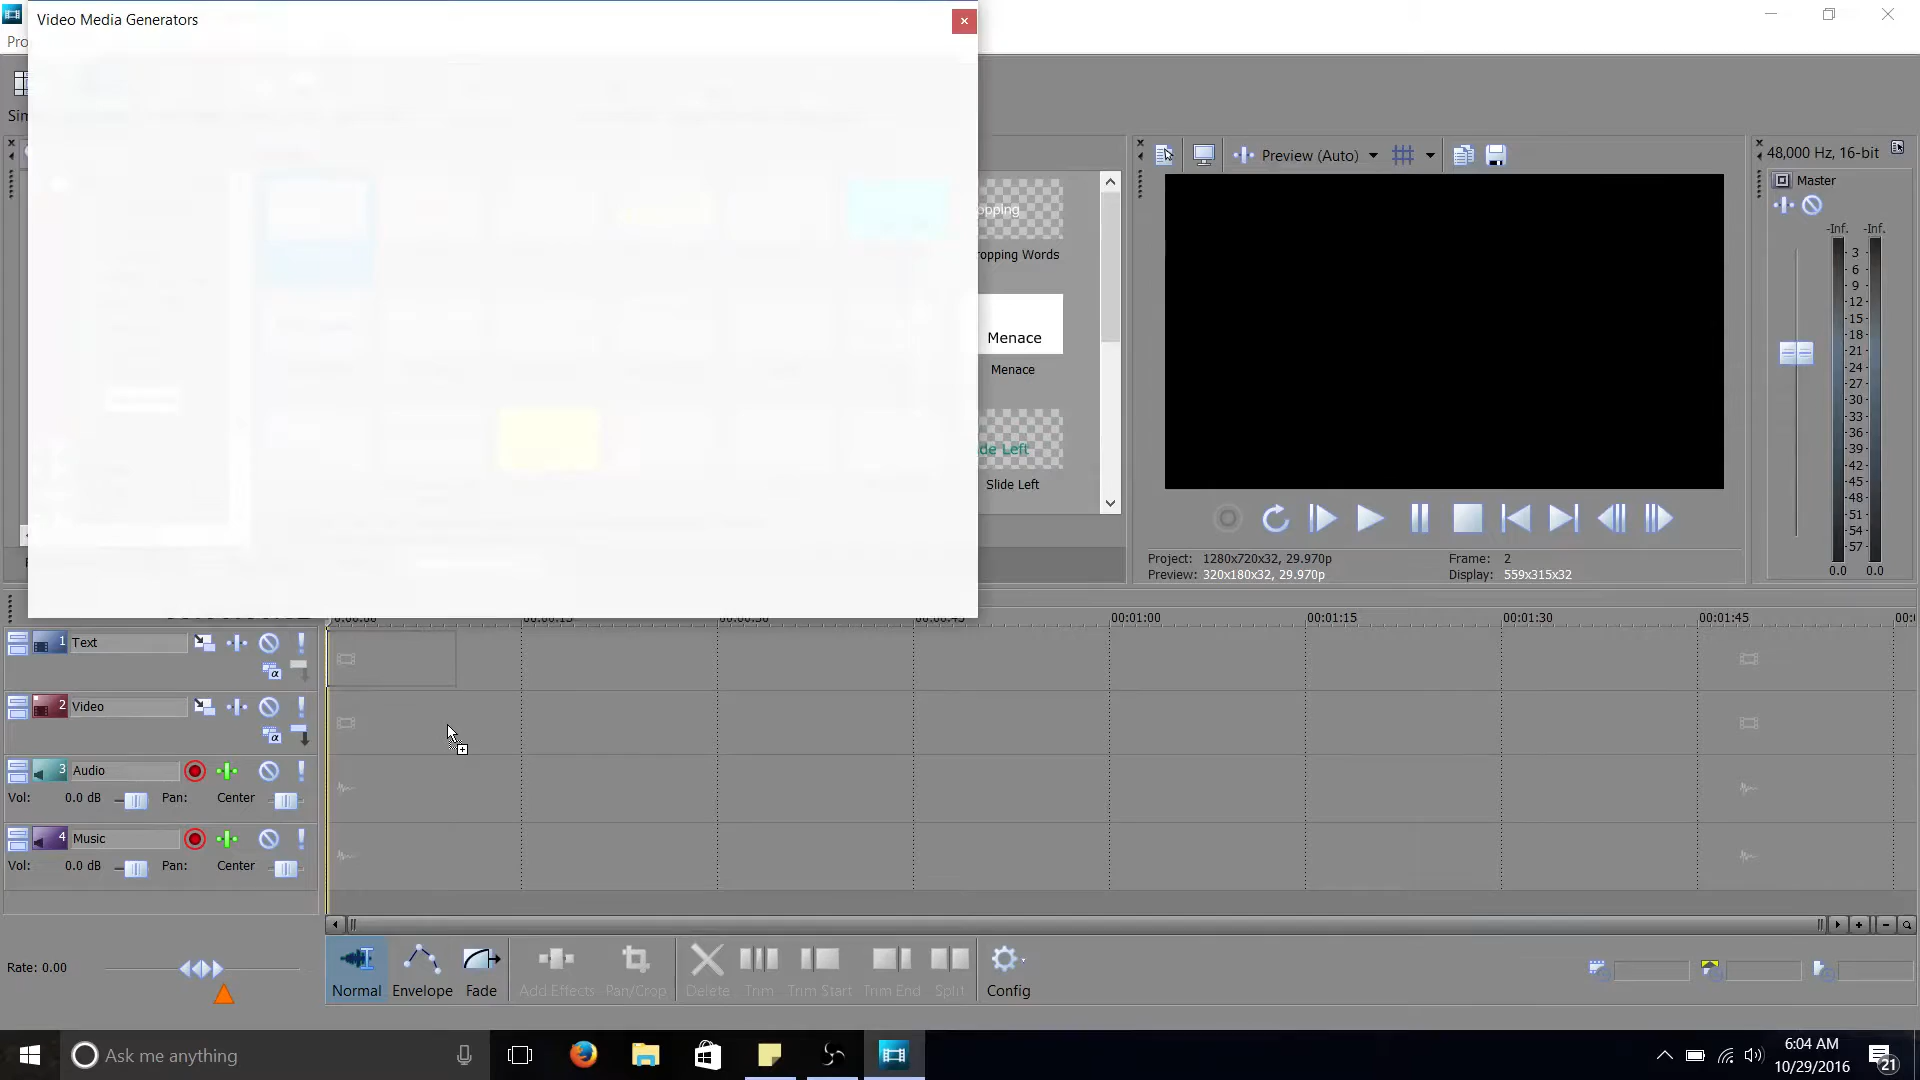 Video Media Generators
Pro
Sim
Preview (Auto)
48,000 Hz, 16-bit
Master
-Inf. -Inf.
3
6
9
12
15
18
21
24
27
30
33
36
39
42
45
48
51
54
57
0.0 0.0
opping
opping Words
Menace
Menace
de Left
Slide Left
Project: 1280x720x32, 29.970p Frame: 2
Preview: 320x180x32, 29.970p Display: 559x315x32
00:01:00 00:01:15 00:01:30 00:01:45
1 Text
2 Video
3 Audio
Vol: 0.0 dB Pan: Center
4 Music
Vol: 0.0 dB Pan: Center
Rate: 0.00
Normal Envelope Fade Add Effects Pan/Crop Delete Trim Trim Start Trim End Split Config
Ask me anything
6:04 AM
10/29/2016
21